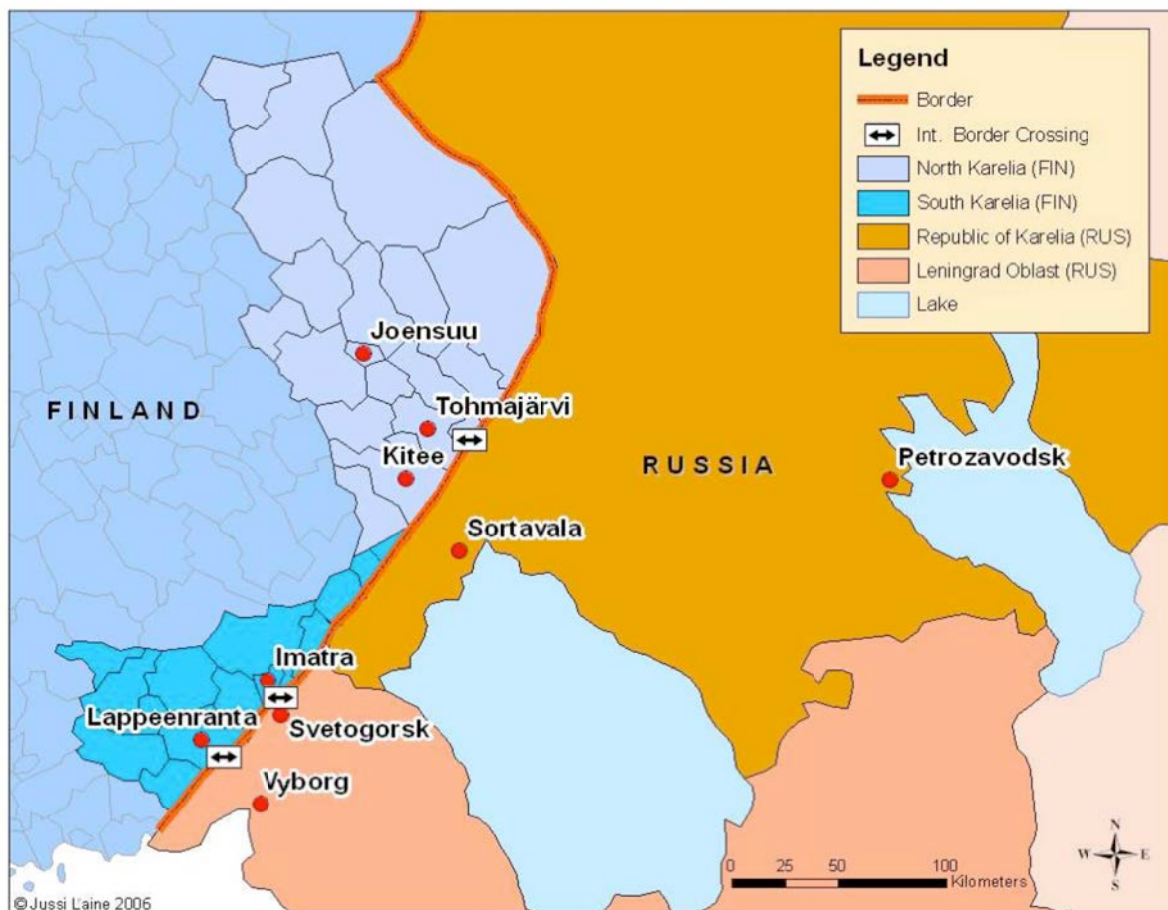 Legend
Border
Int. Border Crossing
North Karelia (FIN)
South Karelia (FIN)
Republic of Karelia (RUS)
Leningrad Oblast (RUS)
Lake
Joensuu
FINLAND
Tohmajärvi
Kitee
RUSSIA
Petrozavodsk
Sortavala
Imatra
Lappeenranta
Svetogorsk
Vyborg
N
W E
S
0 25 50 100
Kilometers
©Jussi Laine 2006